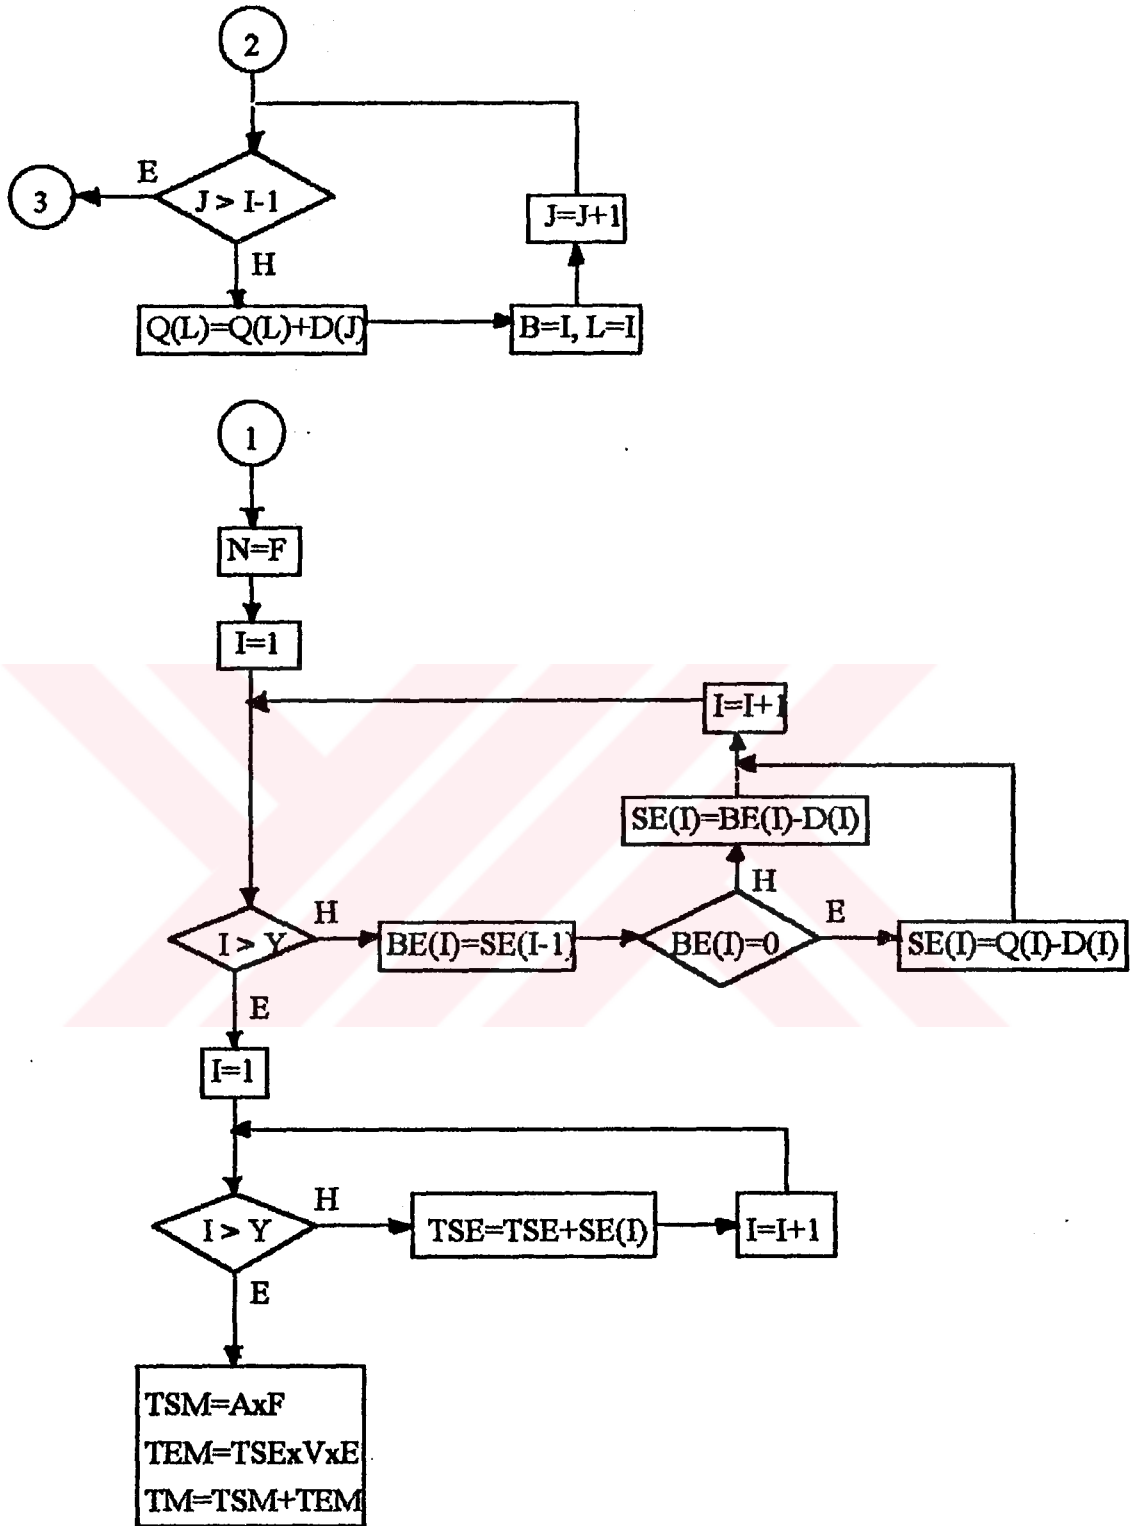 2
E
3
J > I-1
J=J+1
H
Q(L)=Q(L)+D(J)
B=I, L=I
1
N=F
I=1
I=I+1
SE(I)=BE(I)-D(I)
H
H
E
I > Y
BE(I)=SE(I-1)
BE(I)=0
SE(I)=Q(I)-D(I)
E
I=1
H
I > Y
TSE=TSE+SE(I)
I=I+1
E
TSM=AxF
TEM=TSExVxE
TM=TSM+TEM